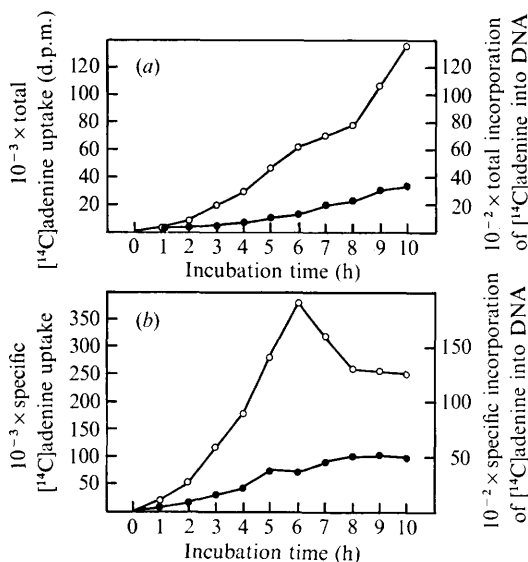 (a)
10⁻³ × total
[¹⁴C]adenine uptake (d.p.m.)
120
100
80
60
40
20
10⁻² × total incorporation
of [¹⁴C]adenine into DNA
120
100
80
60
40
20
0 1 2 3 4 5 6 7 8 9 10
Incubation time (h)
(b)
10⁻³ × specific
[¹⁴C]adenine uptake
350
300
250
200
150
100
50
10⁻² × specific incorporation
of [¹⁴C]adenine into DNA
150
100
50
0 1 2 3 4 5 6 7 8 9 10
Incubation time (h)